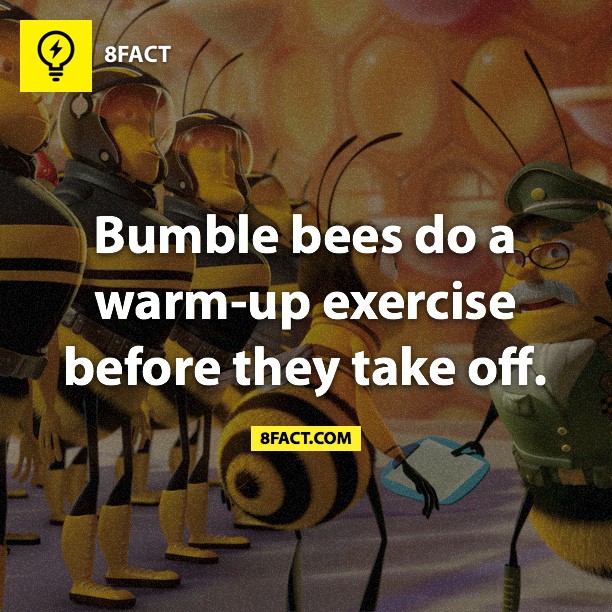 8FACT
Bumble bees do a
warm-up exercise
before they take off.
8FACT.COM